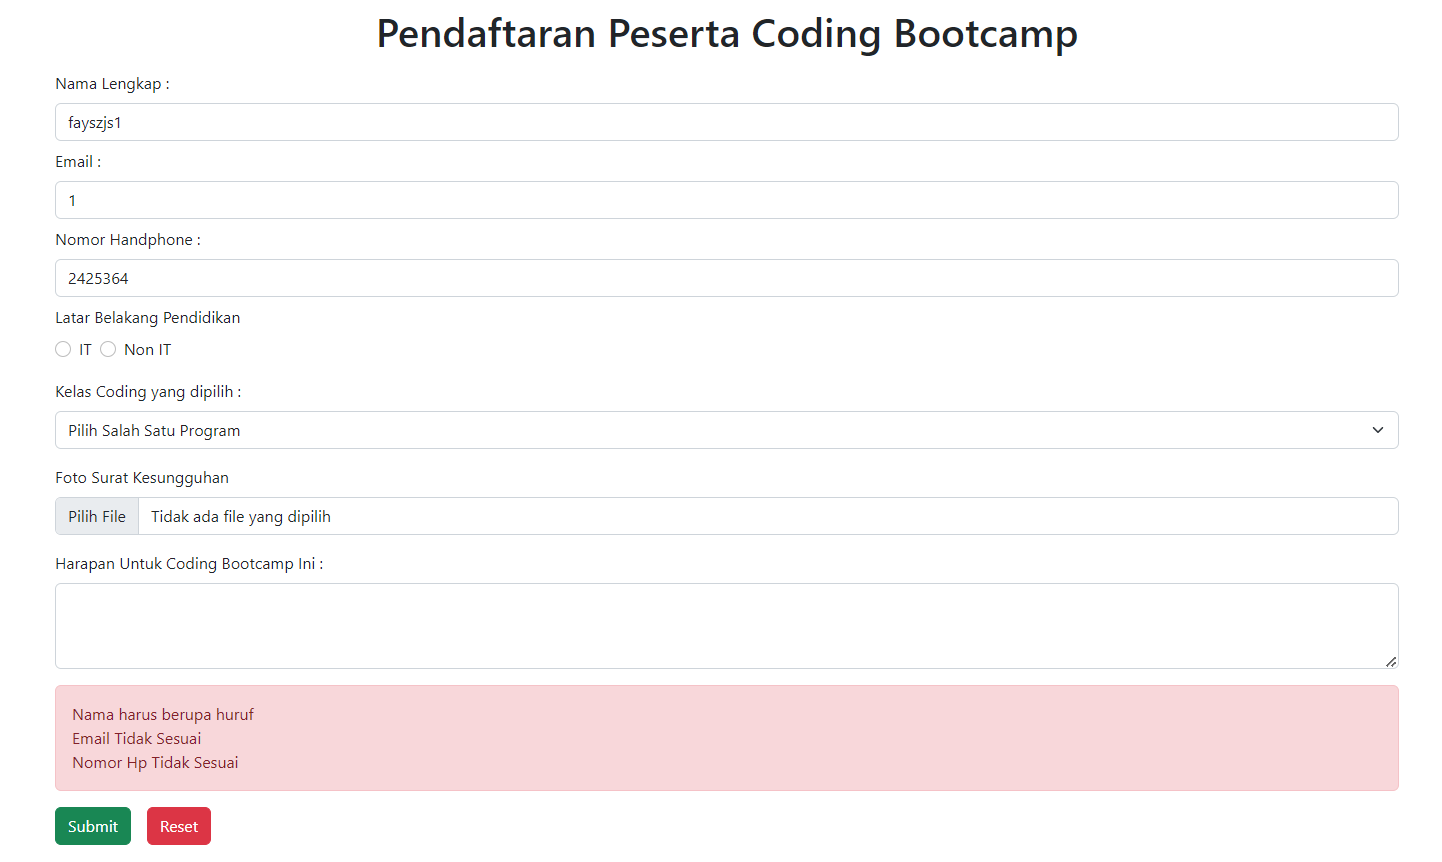 Pendaftaran Peserta Coding Bootcamp
Nama Lengkap :
fayszjs1
Email :
1
Nomor Handphone :
2425364
Latar Belakang Pendidikan
IT Non IT
Kelas Coding yang dipilih :
Pilih Salah Satu Program
Foto Surat Kesungguhan
Pilih File Tidak ada file yang dipilih
Harapan Untuk Coding Bootcamp Ini :
Nama harus berupa huruf
Email Tidak Sesuai
Nomor Hp Tidak Sesuai
Submit Reset